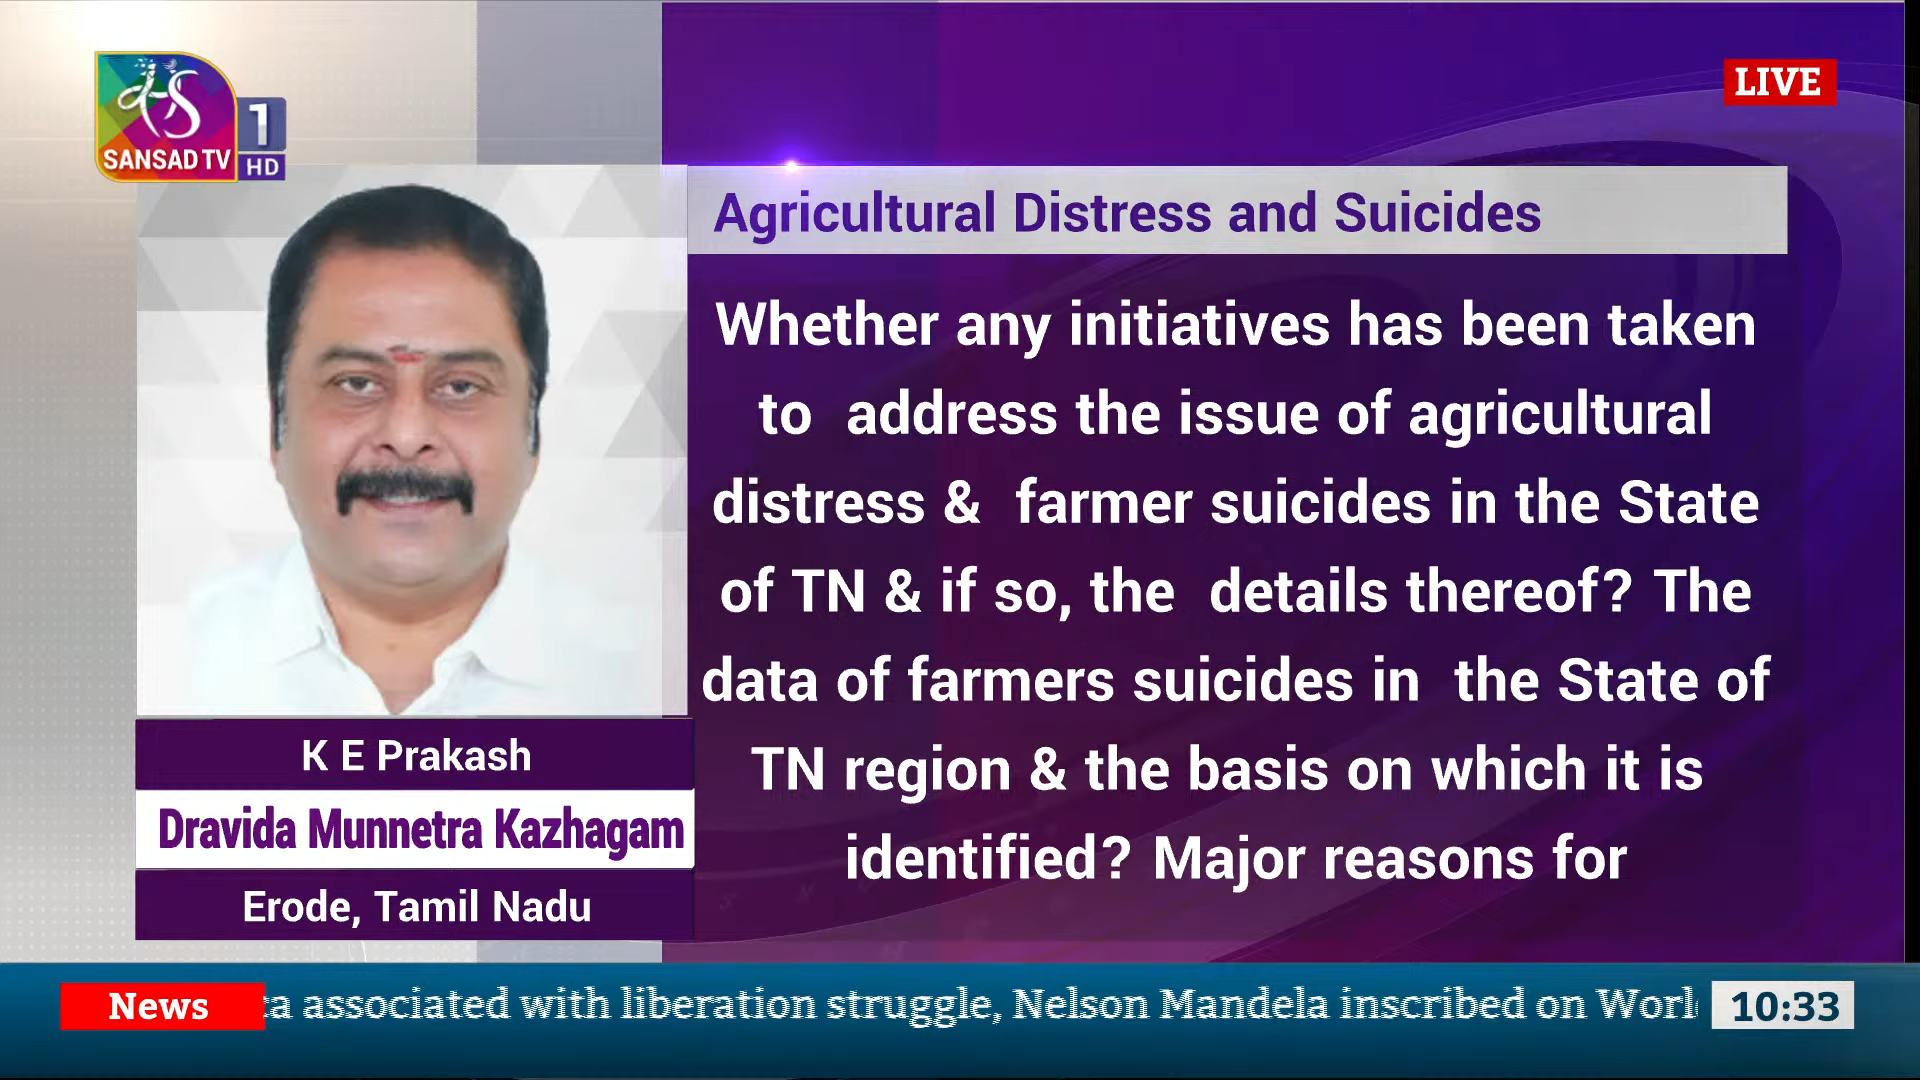 SANSAD TV
1
HD
LIVE
Agricultural Distress and Suicides
Whether any initiatives has been taken
to address the issue of agricultural
distress & farmer suicides in the State
of TN & if so, the details thereof? The
data of farmers suicides in the State of
TN region & the basis on which it is
identified? Major reasons for
K E Prakash
Dravida Munnetra Kazhagam
Erode, Tamil Nadu
News
associated with liberation struggle, Nelson Mandela inscribed on
10:33